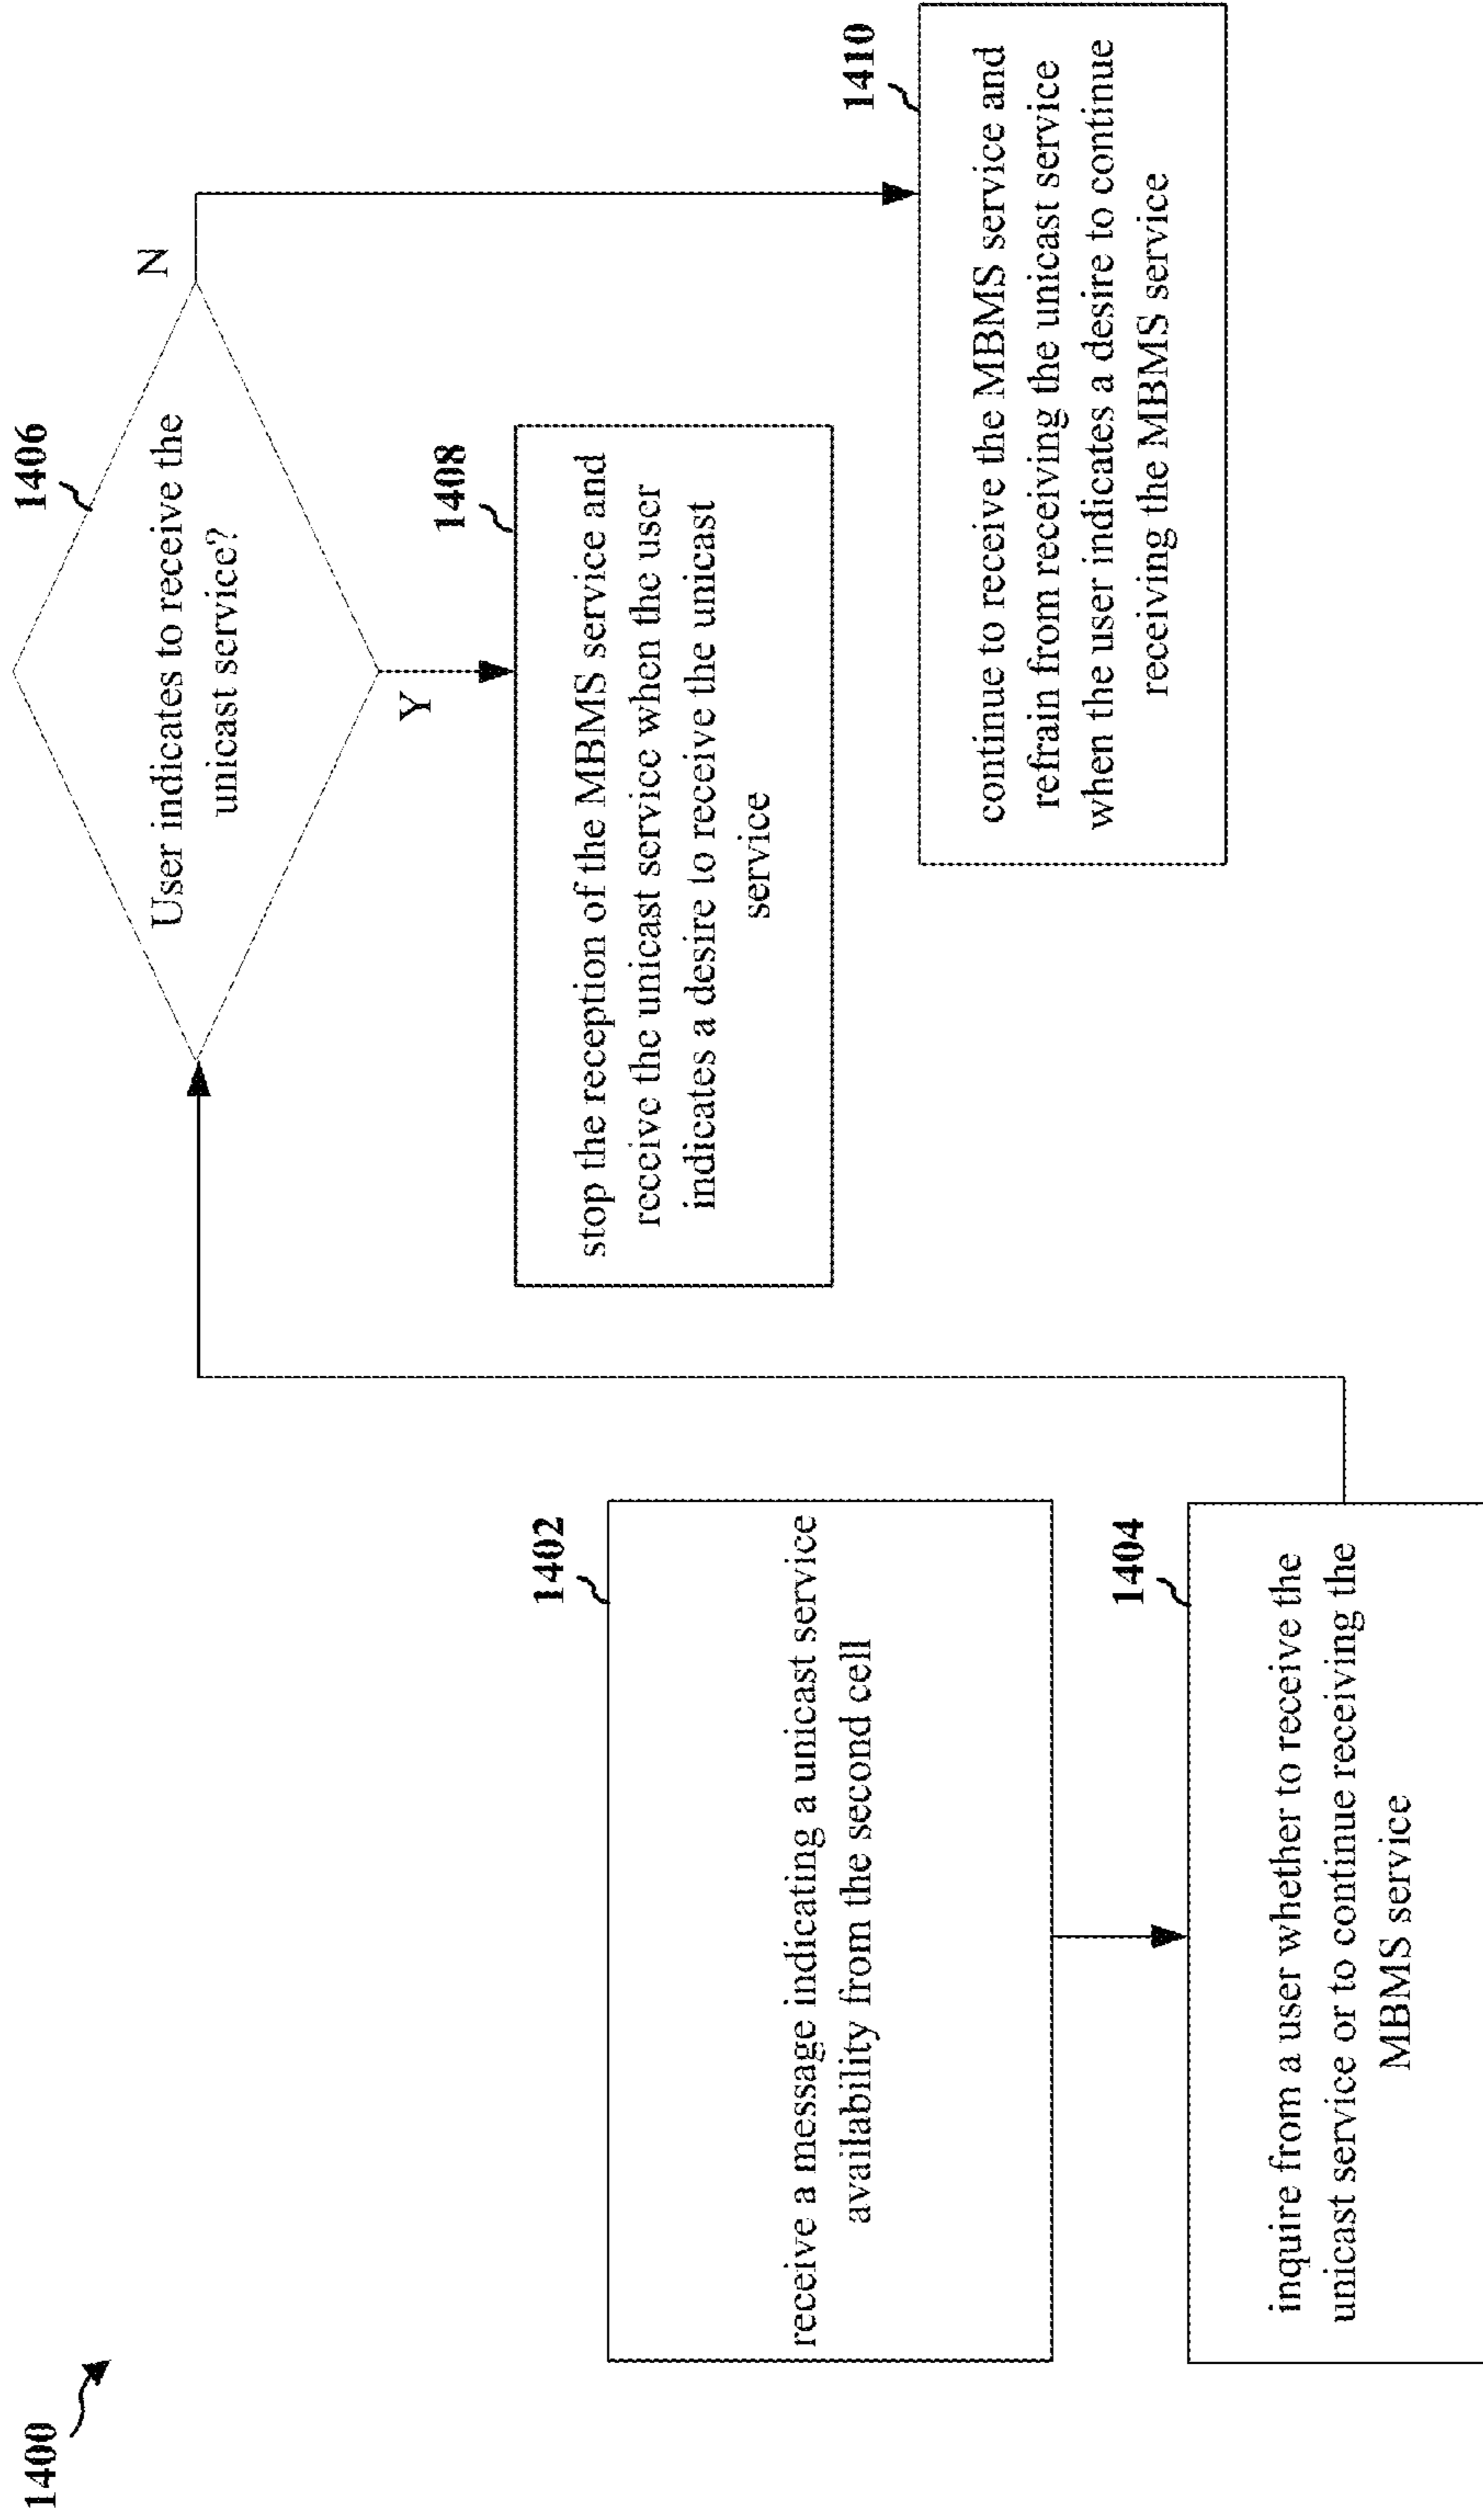 1400
1402
receive a message indicating a unicast service
availability from the second cell
1404
inquire from a user whether to receive the
unicast service or to continue receiving the
MBMS service
1406
User indicates to receive the
unicast service?
N
Y
1408
stop the reception of the MBMS service and
receive the unicast service when the user
indicates a desire to receive the unicast
service
1410
continue to receive the MBMS service and
refrain from receiving the unicast service
when the user indicates a desire to continue
receiving the MBMS service